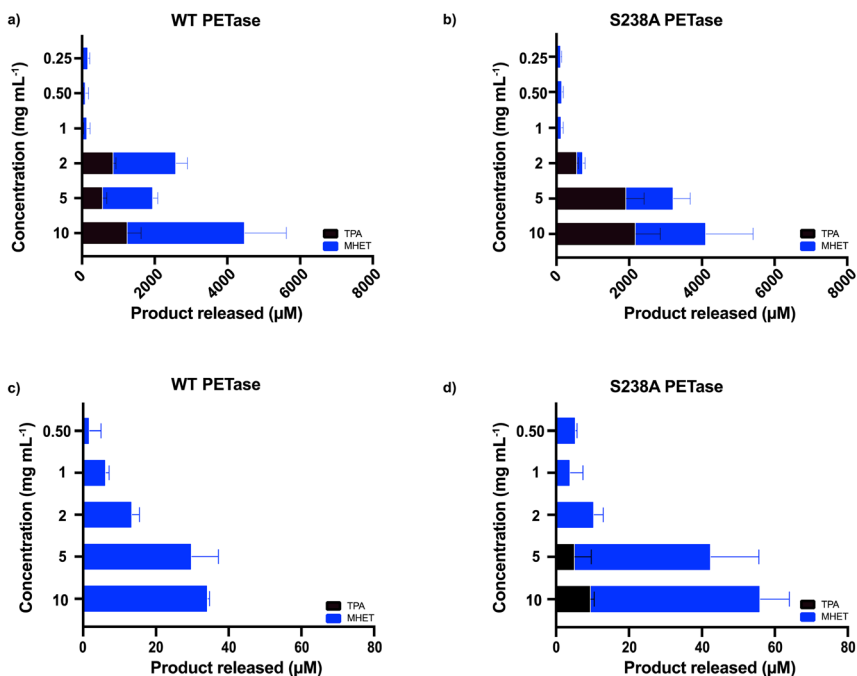 a)
WT PETase
Concentration (mg mL⁻¹)
0.25
0.50
1
2
5
10
TPA
MHET
0
2000
4000
6000
8000
Product released (µM)
b)
S238A PETase
Concentration (mg mL⁻¹)
0.25
0.50
1
2
5
10
TPA
MHET
0
2000
4000
6000
8000
Product released (µM)
c)
WT PETase
Concentration (mg mL⁻¹)
0.50
1
2
5
10
TPA
MHET
0 20 40 60 80
Product released (µM)
d)
S238A PETase
Concentration (mg mL⁻¹)
0.50
1
2
5
10
TPA
MHET
0 20 40 60 80
Product released (µM)